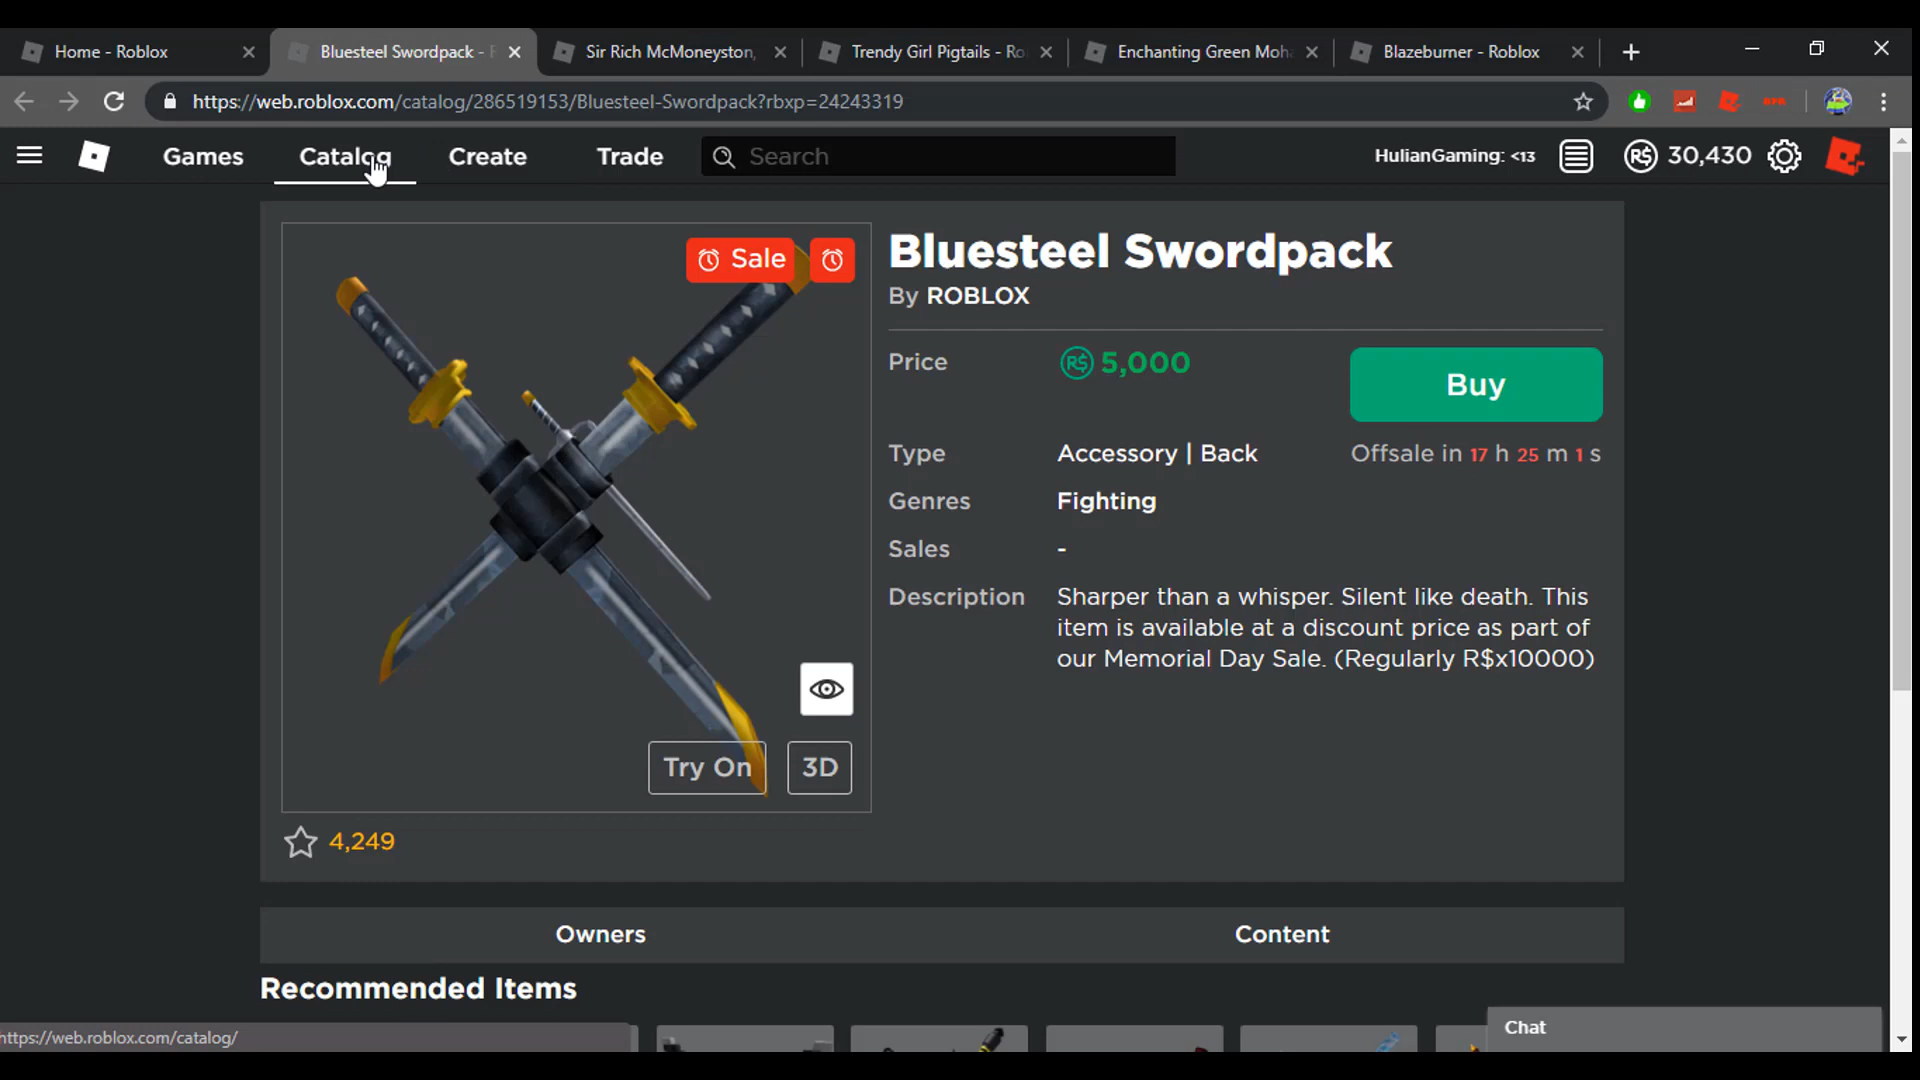 Home - Roblox
Bluesteel Swordpack -
Sir Rich McMoneyston,
Trendy Girl Pigtails - Ro
Enchanting Green Moh
Blazeburner - Roblox
https://web.roblox.com/catalog/286519153/Bluesteel-Swordpack?rbxp=24243319
Games
Catalog
Create
Trade
Search
HulianGaming: <13
R$ 30,430
Sale
Bluesteel Swordpack
By ROBLOX
Price
R$ 5,000
Buy
Type
Accessory | Back
Offsale in 17 h 25 m 1 s
Genres
Fighting
Sales
-
Description
Sharper than a whisper. Silent like death. This
item is available at a discount price as part of
our Memorial Day Sale. (Regularly R$x10000)
Try On
3D
4,249
Owners
Content
Recommended Items
Chat
https://web.roblox.com/catalog/